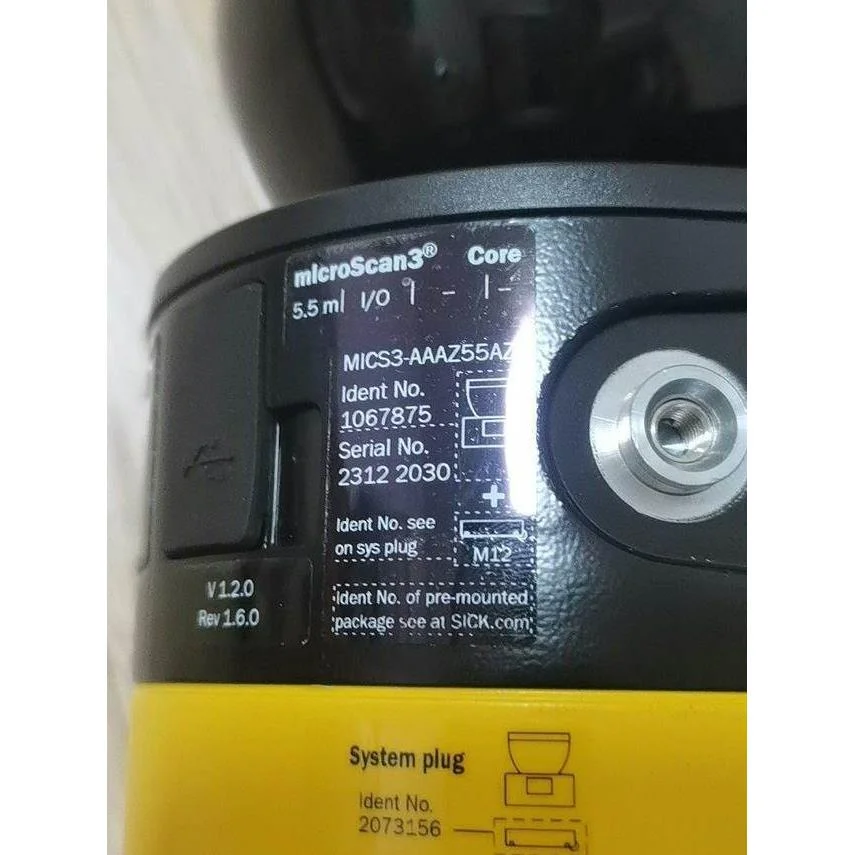 microScan3® Core
5.5 m| I/O | - |-
MICS3-AAAZ55AZ
Ident No.
1067875
Serial No.
2312 2030
+
Ident No. see
on sys plug
M12
V 1.2.0
Rev 1.6.0
Ident No. of pre-mounted
package see at SICK.com
System plug
Ident No.
2073156